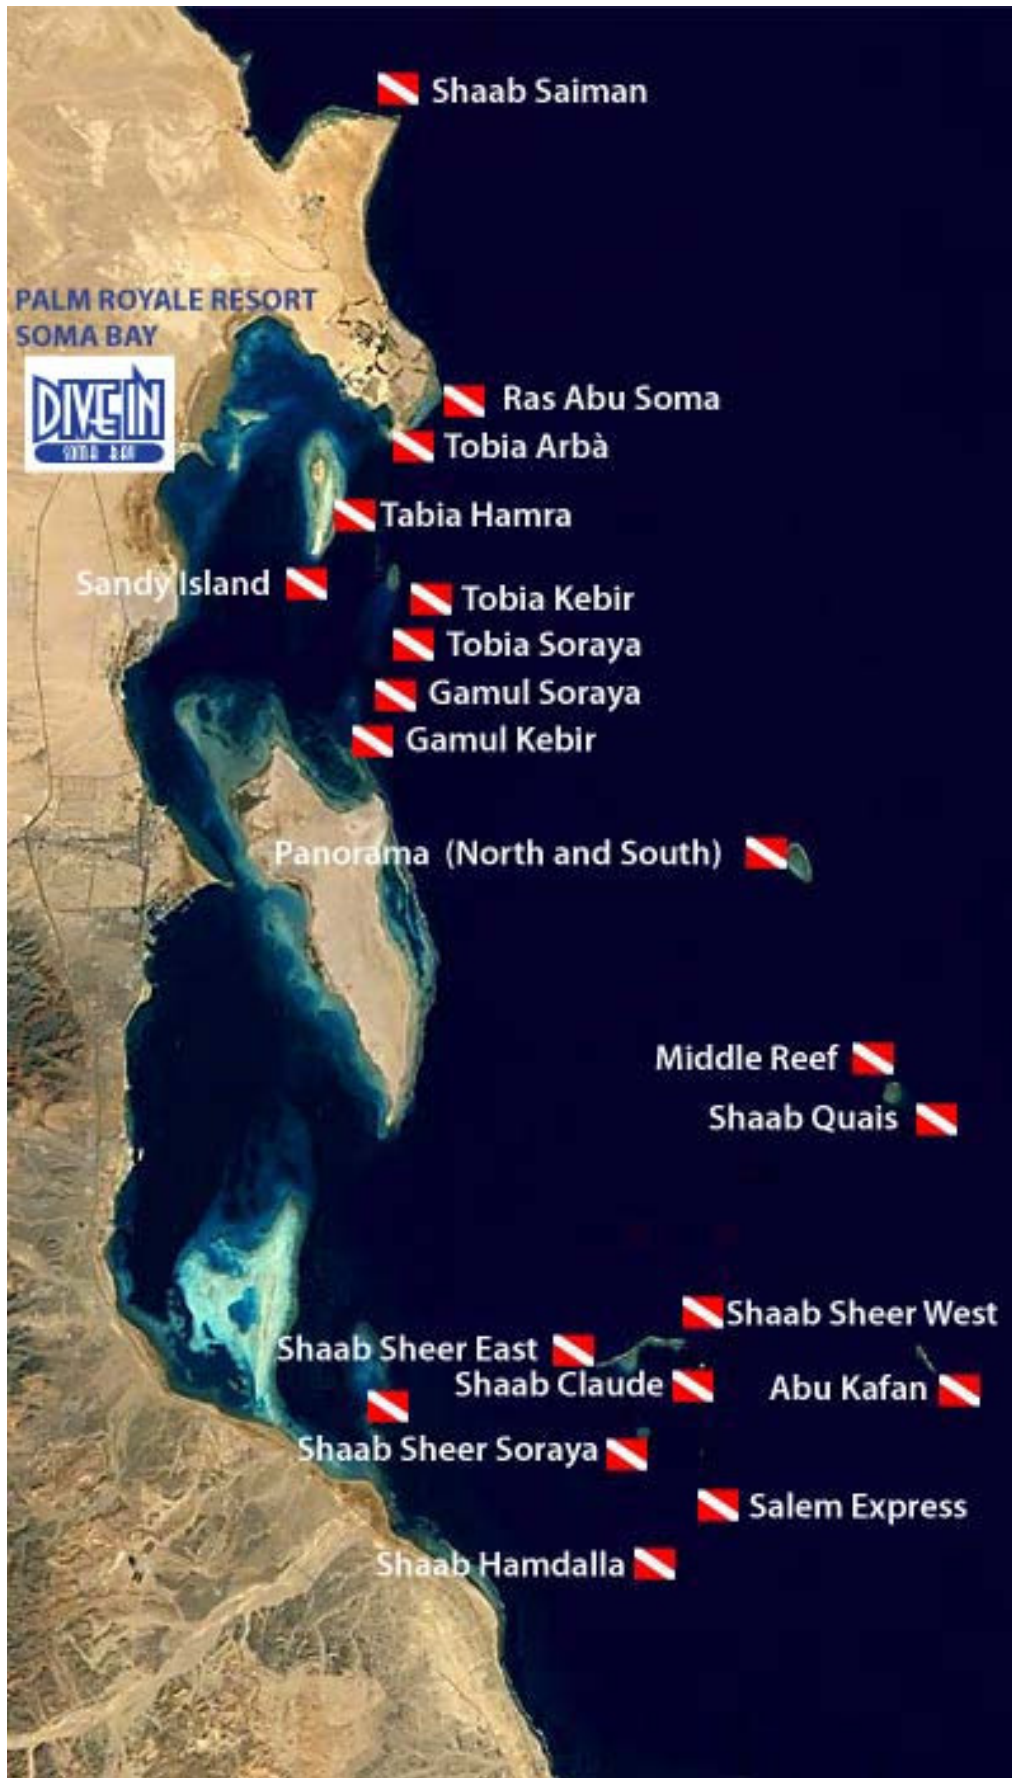 Shaab Saiman
PALM ROYALE RESORT
SOMA BAY
DIVE IN
SOMA BAY
Ras Abu Soma
Tobia Arbà
Tabia Hamra
Sandy Island
Tobia Kebir
Tobia Soraya
Gamul Soraya
Gamul Kebir
Panorama (North and South)
Middle Reef
Shaab Quais
Shaab Sheer West
Shaab Sheer East
Shaab Claude
Abu Kafan
Shaab Sheer Soraya
Salem Express
Shaab Hamdalla